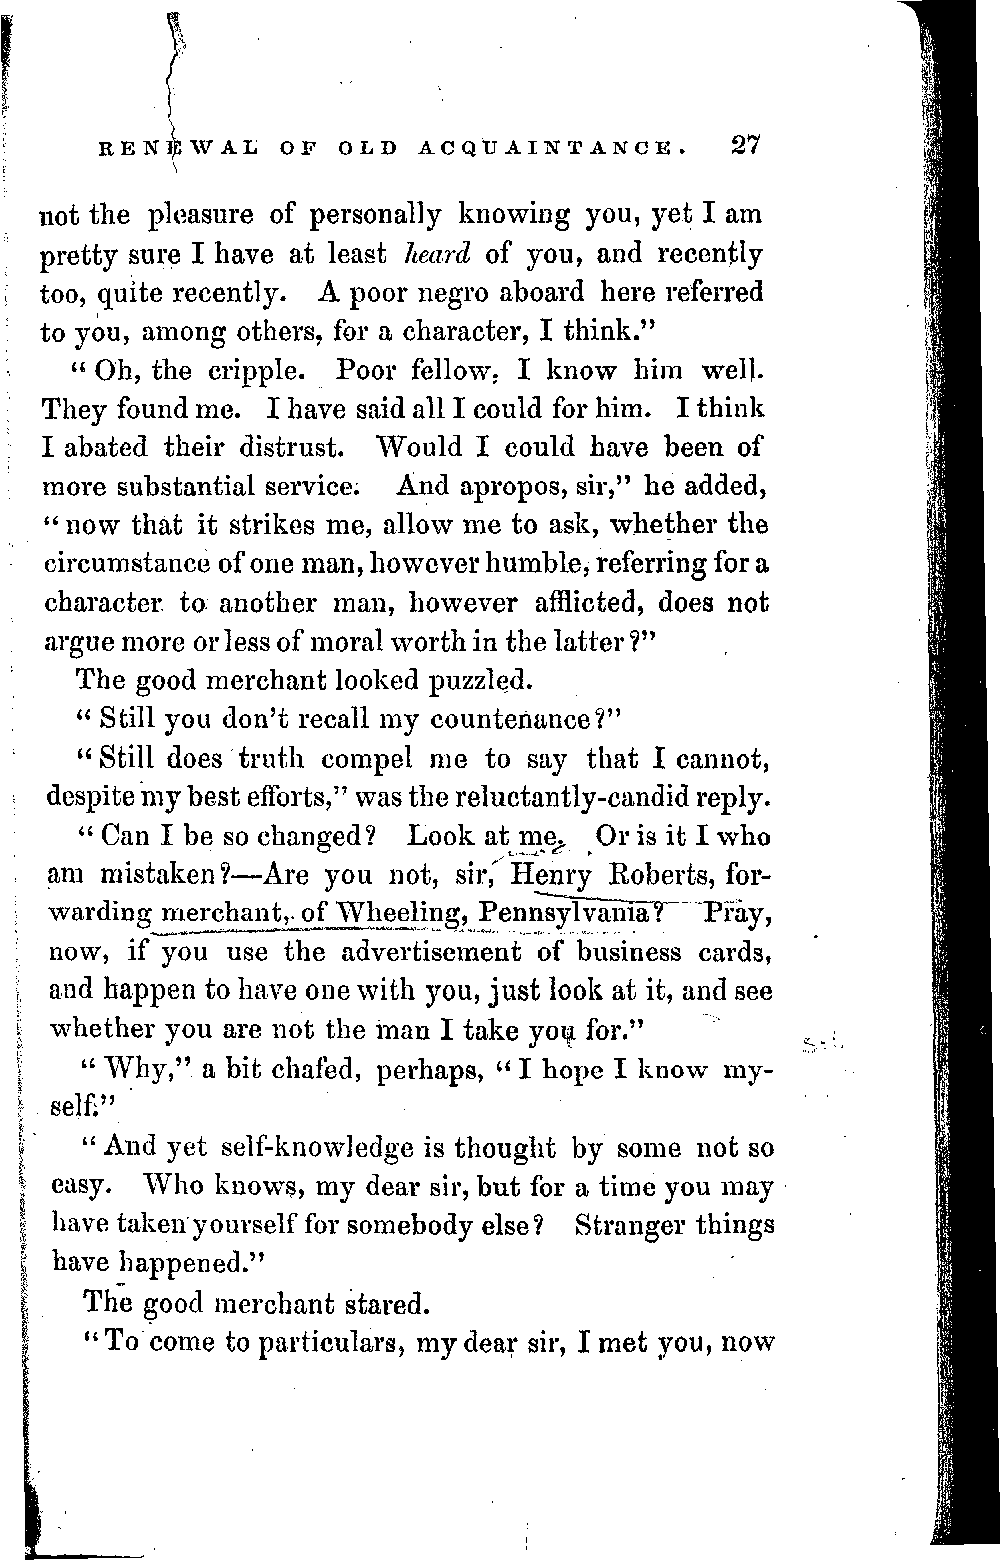 RENEWAL OF OLD ACQUAINTANCE. 27
not the pleasure of personally knowing you, yet I am
pretty sure I have at least heard of you, and recently
too, quite recently. A poor negro aboard here referred
to you, among others, for a character, I think."
"Oh, the cripple. Poor fellow, I know him well.
They found me. I have said all I could for him. I think
I abated their distrust. Would I could have been of
more substantial service. And apropos, sir," he added,
"now that it strikes me, allow me to ask, whether the
circumstance of one man, however humble, referring for a
character to another man, however afflicted, does not
argue more or less of moral worth in the latter?"
The good merchant looked puzzled.
"Still you don't recall my countenance?"
"Still does truth compel me to say that I cannot,
despite my best efforts," was the reluctantly-candid reply.
"Can I be so changed? Look at me. Or is it I who
am mistaken?—Are you not, sir, Henry Roberts, for-
warding merchant, of Wheeling, Pennsylvania? Pray,
now, if you use the advertisement of business cards,
and happen to have one with you, just look at it, and see
whether you are not the man I take you for."
"Why," a bit chafed, perhaps, "I hope I know my-
self."
"And yet self-knowledge is thought by some not so
easy. Who knows, my dear sir, but for a time you may
have taken yourself for somebody else? Stranger things
have happened."
The good merchant stared.
"To come to particulars, my dear sir, I met you, now